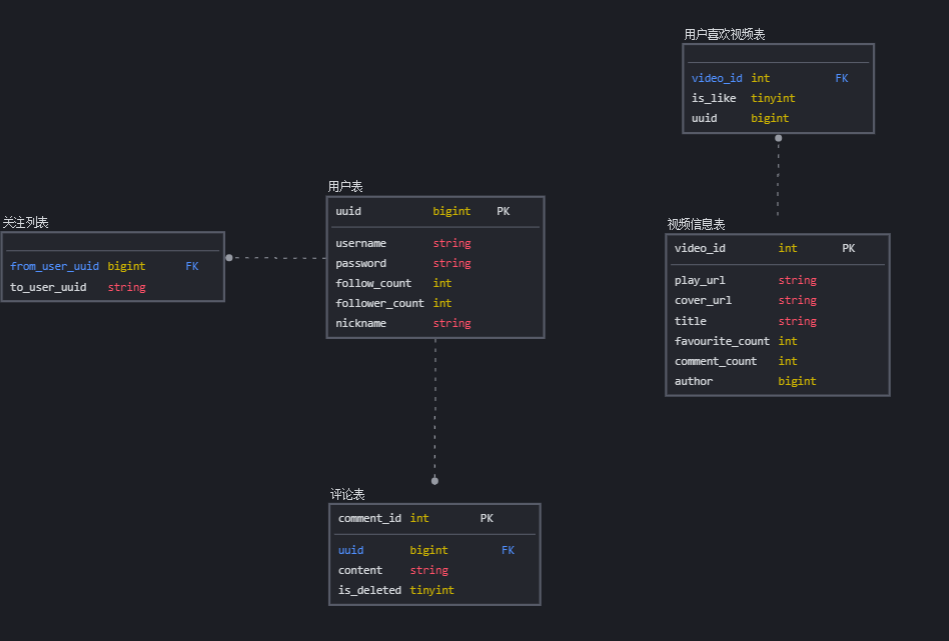 用户喜欢视频表
video_id int FK
is_like tinyint
uuid bigint
用户表
uuid bigint PK
username string
password string
follow_count int
follower_count int
nickname string
关注列表
from_user_uuid bigint FK
to_user_uuid string
视频信息表
video_id int PK
play_url string
cover_url string
title string
favourite_count int
comment_count int
author bigint
评论表
comment_id int PK
uuid bigint FK
content string
is_deleted tinyint